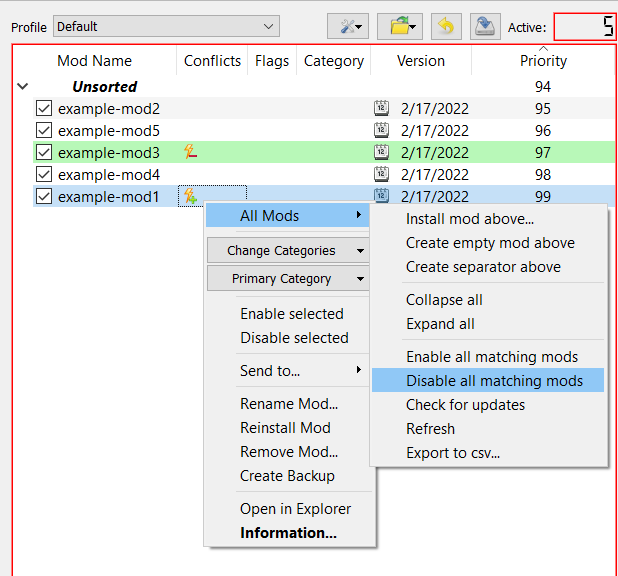 Profile Default Active: 5
Mod Name Conflicts Flags Category Version Priority
Unsorted 94
example-mod2 12 2/17/2022 95
example-mod5 12 2/17/2022 96
example-mod3 12 2/17/2022 97
example-mod4 12 2/17/2022 98
example-mod1 12 2/17/2022 99
All Mods
Change Categories
Primary Category
Enable selected
Disable selected
Send to...
Rename Mod...
Reinstall Mod
Remove Mod...
Create Backup
Open in Explorer
Information...
Install mod above...
Create empty mod above
Create separator above
Collapse all
Expand all
Enable all matching mods
Disable all matching mods
Check for updates
Refresh
Export to csv...